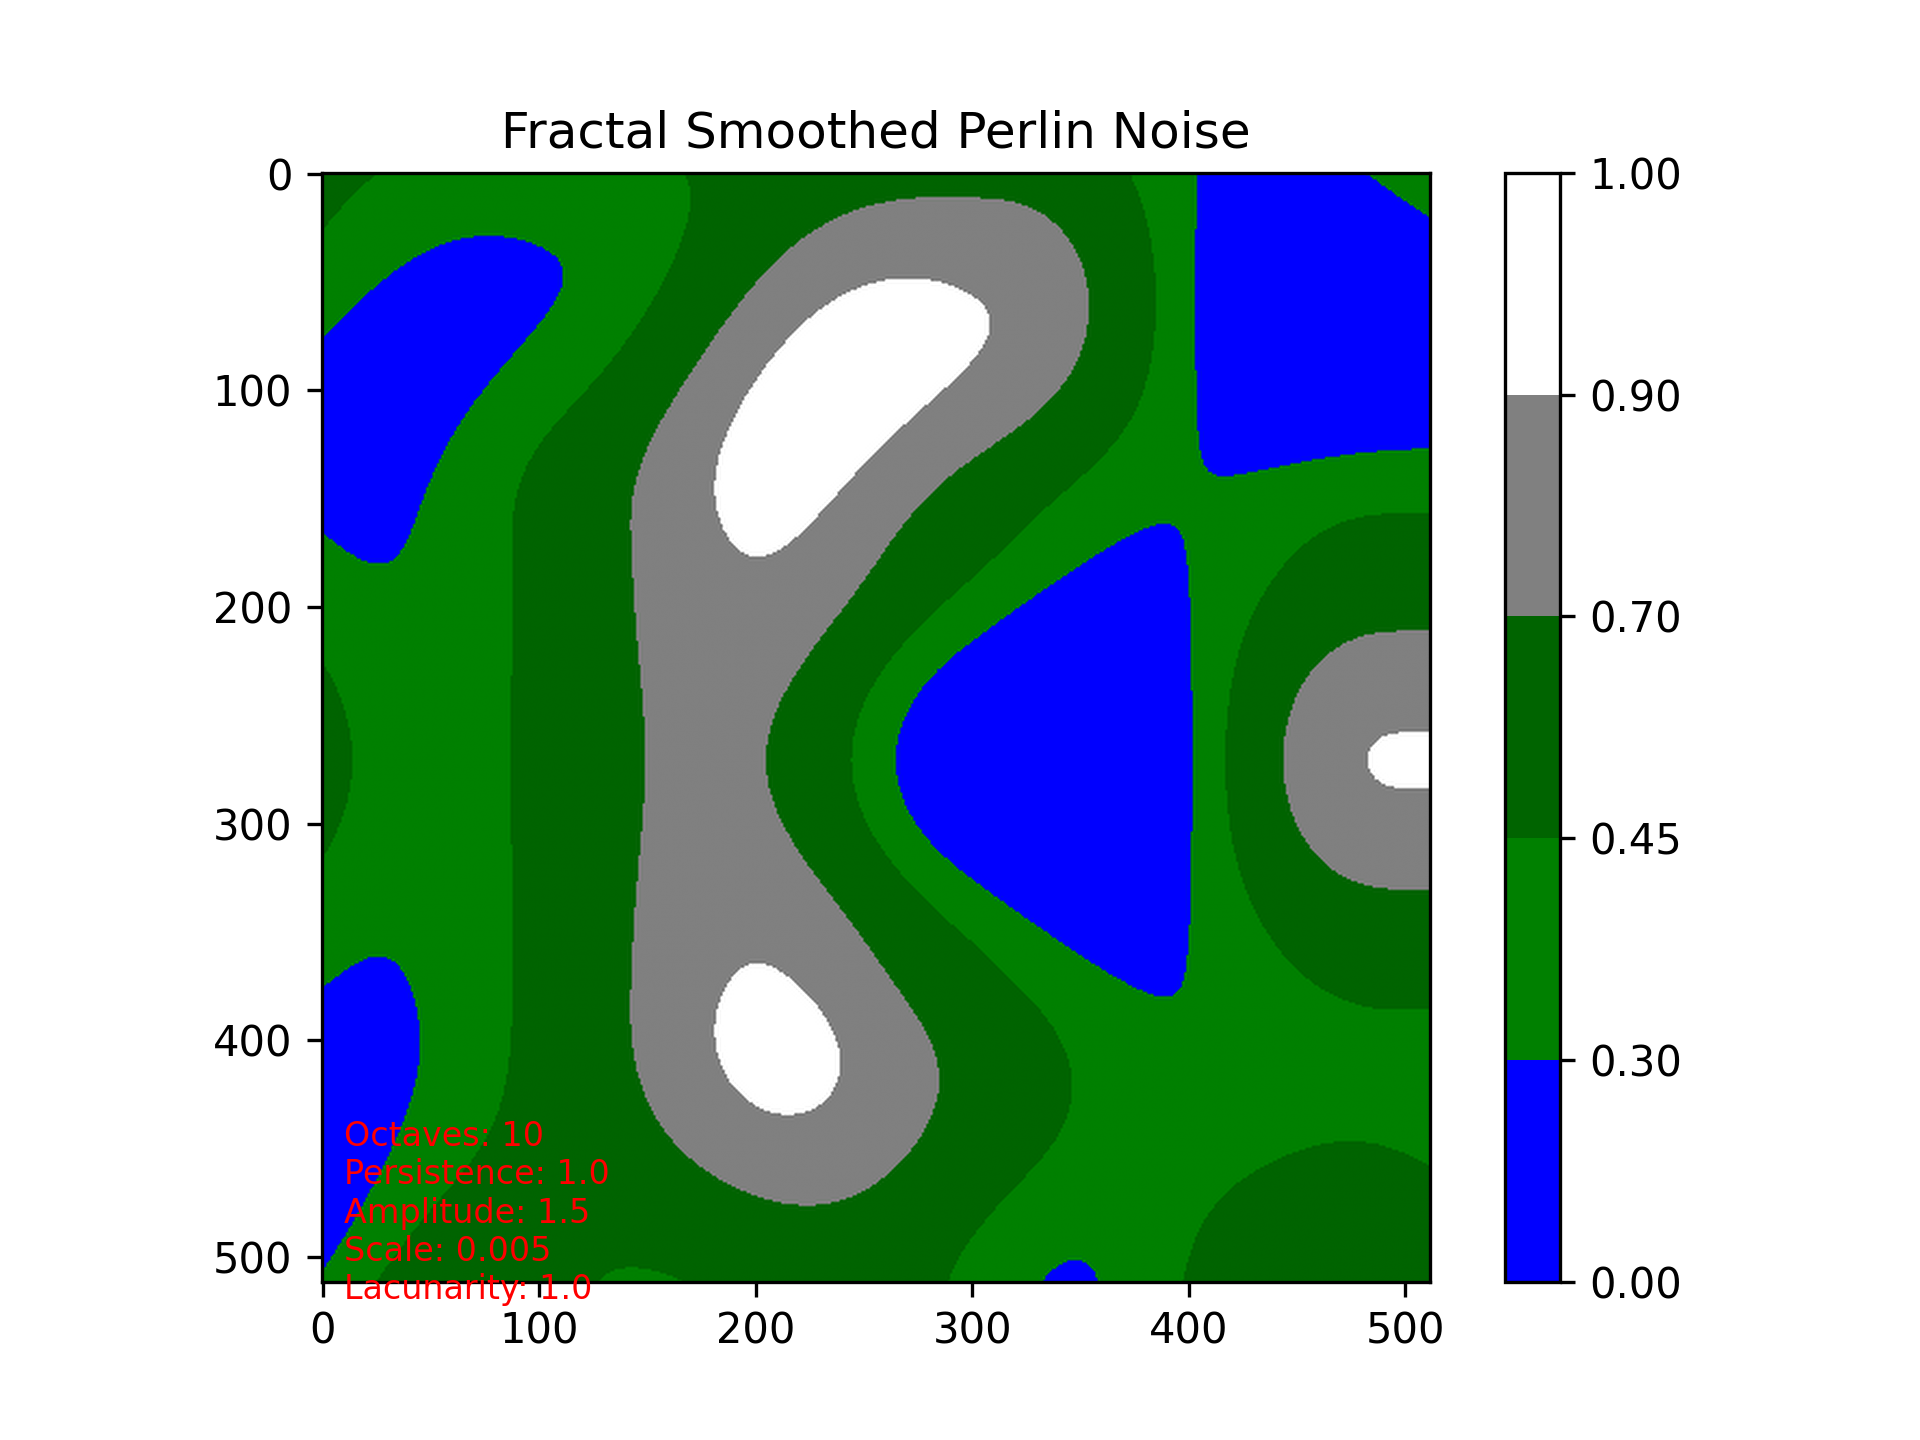 Fractal Smoothed Perlin Noise
0
100
200
300
400
500
Octaves: 10
Persistence: 1.0
Amplitude: 1.5
Scale: 0.005
Lacunarity: 1.0
0 100 200 300 400 500
1.00
0.90
0.70
0.45
0.30
0.00